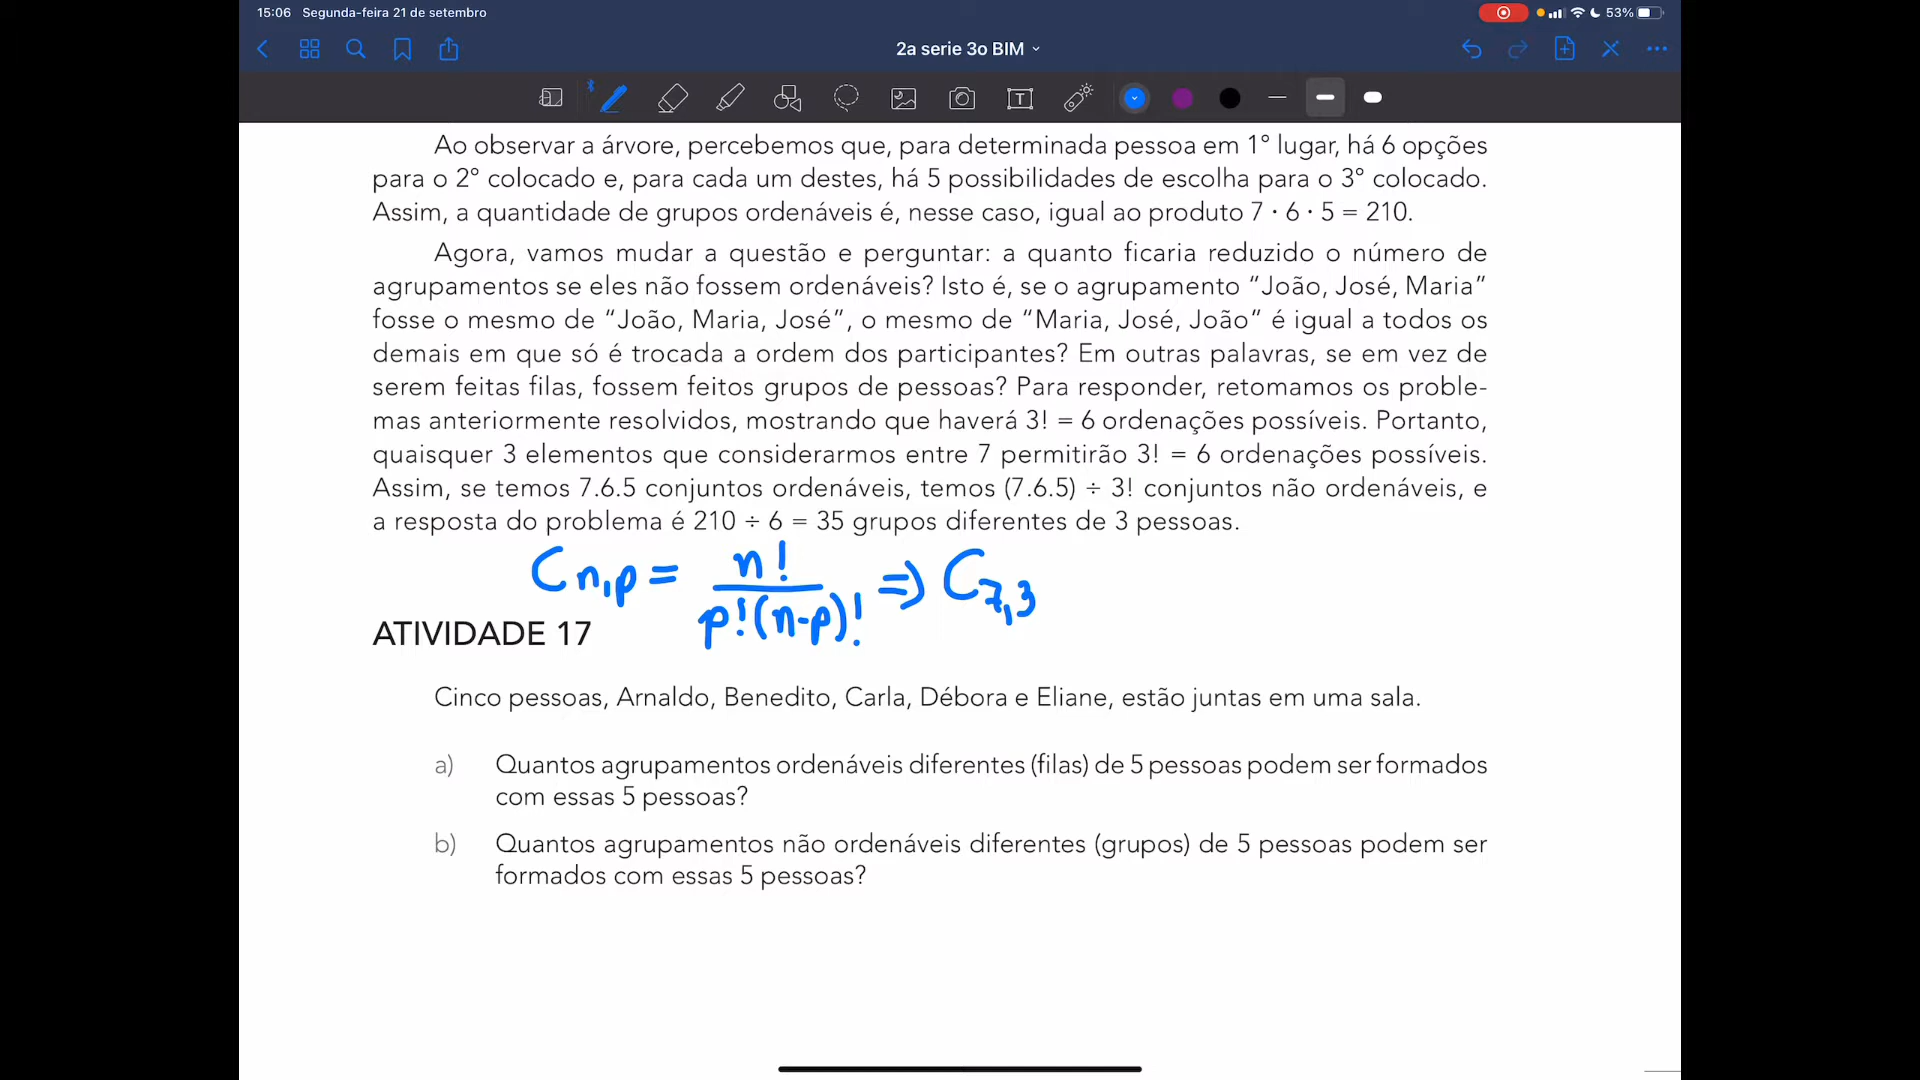 15:06 Segunda-feira 21 de setembro
53%
2a serie 3o BIM
T
Ao observar a árvore, percebemos que, para determinada pessoa em 1° lugar, há 6 opções
para o 2° colocado e, para cada um destes, há 5 possibilidades de escolha para o 3° colocado.
Assim, a quantidade de grupos ordenáveis é, nesse caso, igual ao produto 7 · 6 · 5 = 210.
Agora, vamos mudar a questão e perguntar: a quanto ficaria reduzido o número de
agrupamentos se eles não fossem ordenáveis? Isto é, se o agrupamento “João, José, Maria”
fosse o mesmo de “João, Maria, José”, o mesmo de “Maria, José, João” é igual a todos os
demais em que só é trocada a ordem dos participantes? Em outras palavras, se em vez de
serem feitas filas, fossem feitos grupos de pessoas? Para responder, retomamos os proble-
mas anteriormente resolvidos, mostrando que haverá 3! = 6 ordenações possíveis. Portanto,
quaisquer 3 elementos que considerarmos entre 7 permitirão 3! = 6 ordenações possíveis.
Assim, se temos 7.6.5 conjuntos ordenáveis, temos (7.6.5) ÷ 3! conjuntos não ordenáveis, e
a resposta do problema é 210 ÷ 6 = 35 grupos diferentes de 3 pessoas.
C n,p = n! / p!(n-p)! => C 7,3
ATIVIDADE 17
Cinco pessoas, Arnaldo, Benedito, Carla, Débora e Eliane, estão juntas em uma sala.
a) Quantos agrupamentos ordenáveis diferentes (filas) de 5 pessoas podem ser formados
com essas 5 pessoas?
b) Quantos agrupamentos não ordenáveis diferentes (grupos) de 5 pessoas podem ser
formados com essas 5 pessoas?